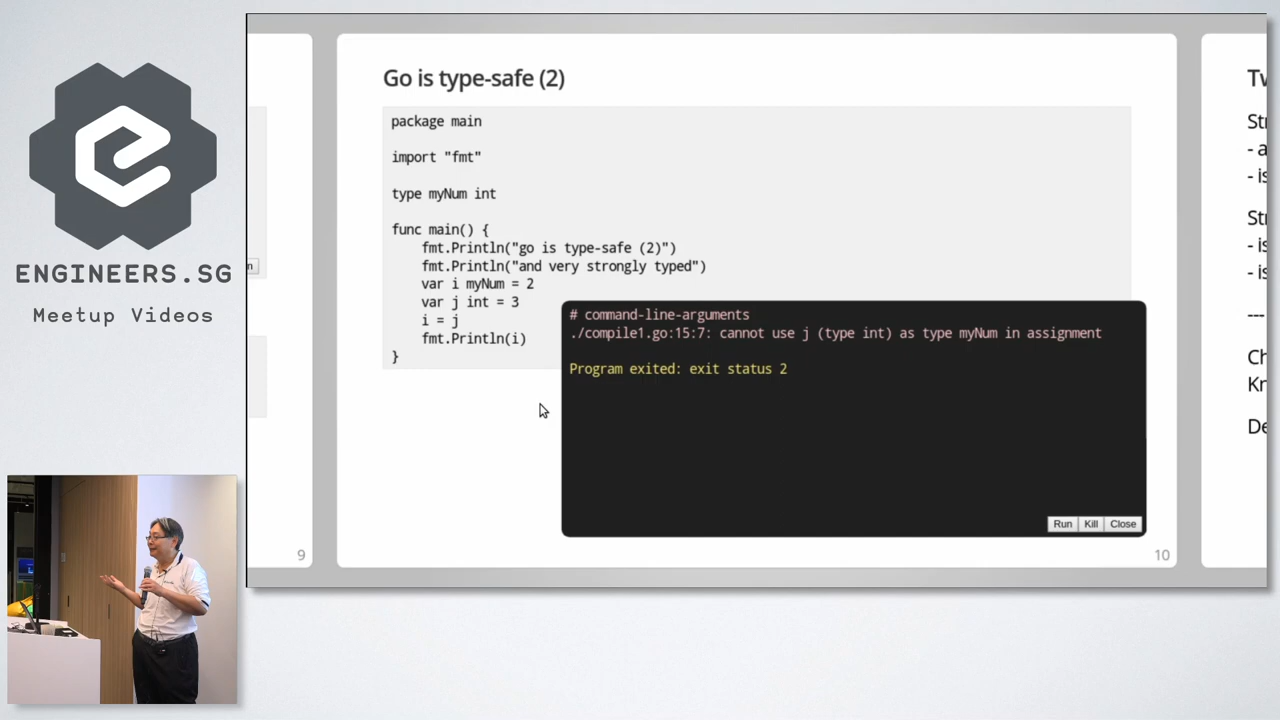 ENGINEERS.SG
Meetup Videos
Go is type-safe (2)
package main
import "fmt"
type myNum int
func main() {
fmt.Println("go is type-safe (2)")
fmt.Println("and very strongly typed")
var i myNum = 2
var j int = 3
i = j
fmt.Println(i)
}
# command-line-arguments
./compile1.go:15:7: cannot use j (type int) as type myNum in assignment
Program exited: exit status 2
Run Kill Close
9
10